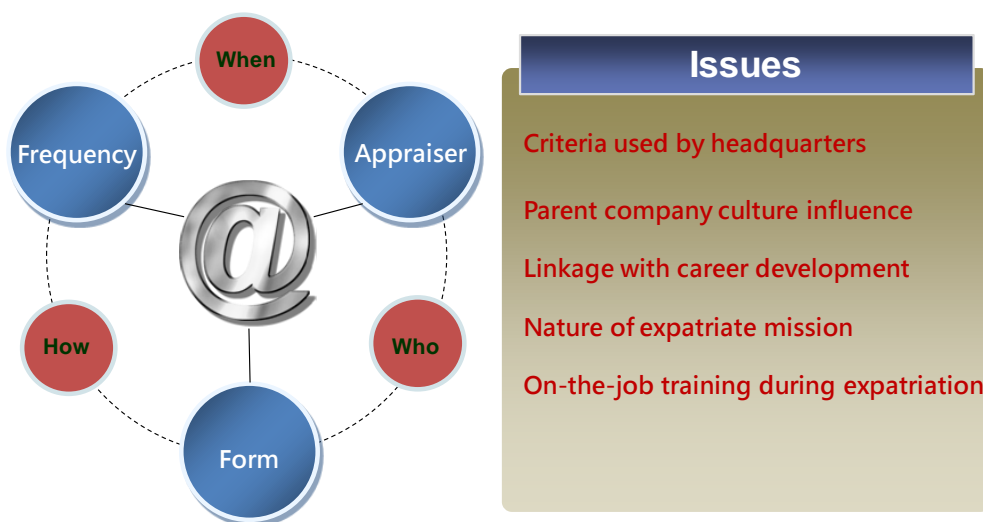 When
Frequency
Appraiser
@
How
Who
Form
Issues
Criteria used by headquarters
Parent company culture influence
Linkage with career development
Nature of expatriate mission
On-the-job training during expatriation